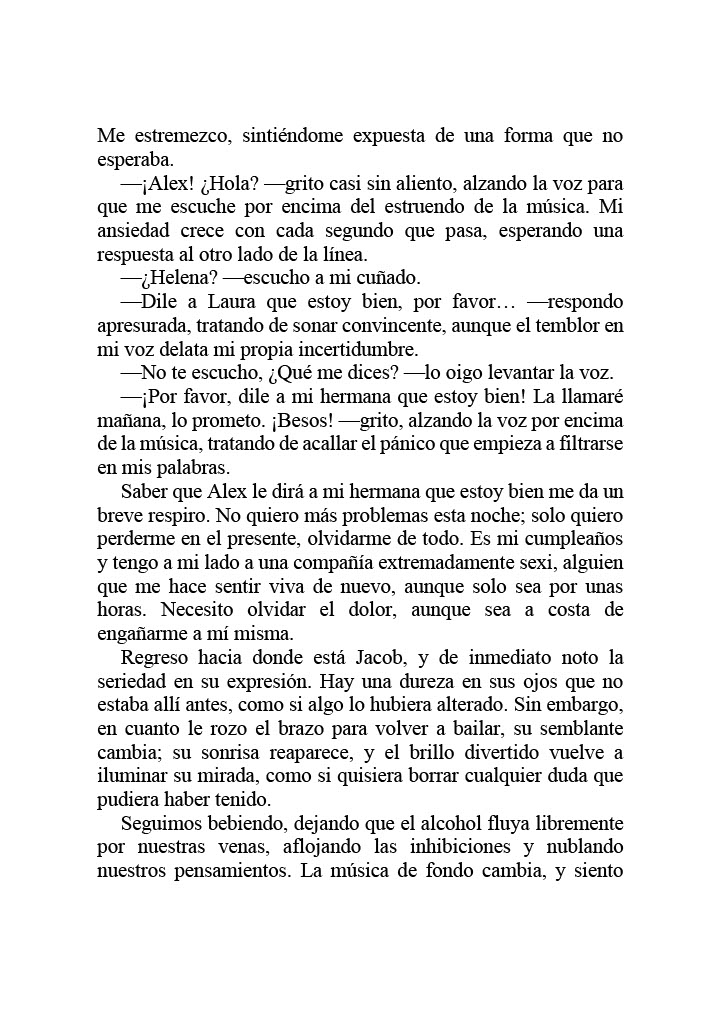 Me estremezco, sintiéndome expuesta de una forma que no
esperaba.
—¡Alex! ¿Hola? —grito casi sin aliento, alzando la voz para
que me escuche por encima del estruendo de la música. Mi
ansiedad crece con cada segundo que pasa, esperando una
respuesta al otro lado de la línea.
—¿Helena? —escucho a mi cuñado.
—Dile a Laura que estoy bien, por favor… —respondo
apresurada, tratando de sonar convincente, aunque el temblor en
mi voz delata mi propia incertidumbre.
—No te escucho, ¿Qué me dices? —lo oigo levantar la voz.
—¡Por favor, dile a mi hermana que estoy bien! La llamaré
mañana, lo prometo. ¡Besos! —grito, alzando la voz por encima
de la música, tratando de acallar el pánico que empieza a filtrarse
en mis palabras.
Saber que Alex le dirá a mi hermana que estoy bien me da un
breve respiro. No quiero más problemas esta noche; solo quiero
perderme en el presente, olvidarme de todo. Es mi cumpleaños
y tengo a mi lado a una compañía extremadamente sexi, alguien
que me hace sentir viva de nuevo, aunque solo sea por unas
horas. Necesito olvidar el dolor, aunque sea a costa de
engañarme a mí misma.
Regreso hacia donde está Jacob, y de inmediato noto la
seriedad en su expresión. Hay una dureza en sus ojos que no
estaba allí antes, como si algo lo hubiera alterado. Sin embargo,
en cuanto le rozo el brazo para volver a bailar, su semblante
cambia; su sonrisa reaparece, y el brillo divertido vuelve a
iluminar su mirada, como si quisiera borrar cualquier duda que
pudiera haber tenido.
Seguimos bebiendo, dejando que el alcohol fluya libremente
por nuestras venas, aflojando las inhibiciones y nublando
nuestros pensamientos. La música de fondo cambia, y siento